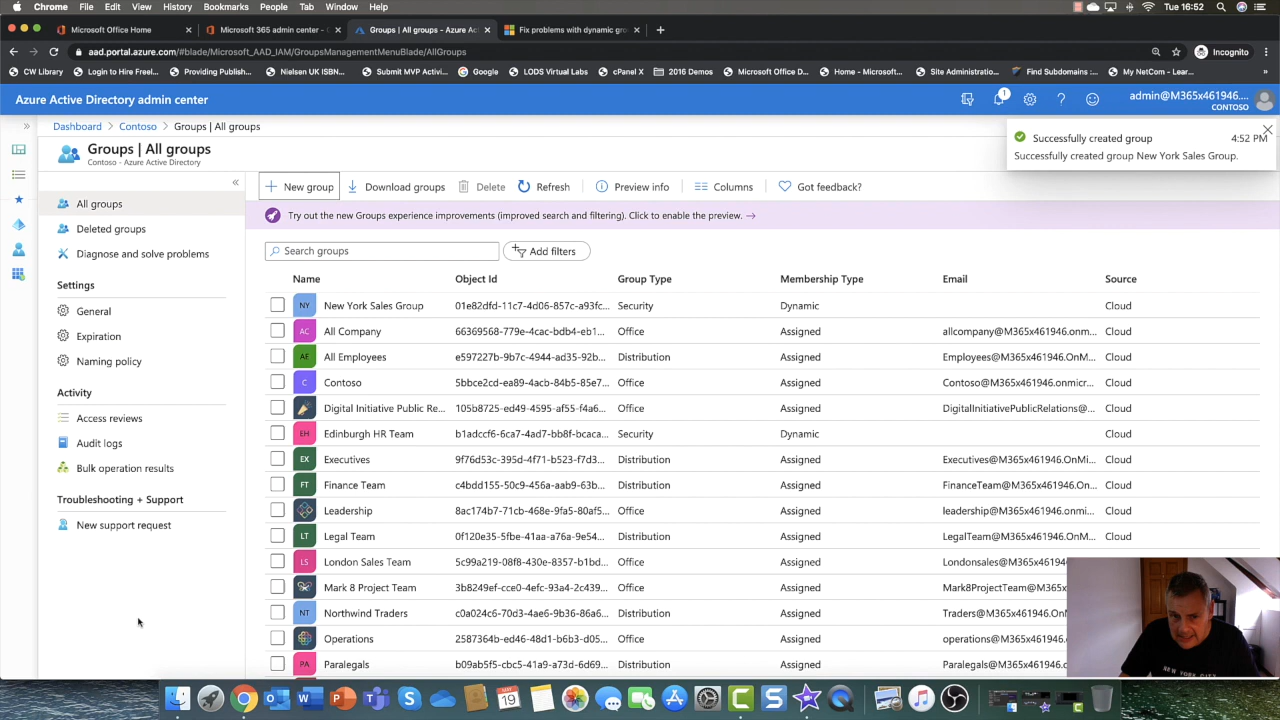 Chrome File Edit View History Bookmarks People Tab Window Help Tue 16:52
Microsoft Office Home Microsoft 365 admin center - Groups | All groups - Azure Ac Fix problems with dynamic gro
aad.portal.azure.com/#blade/Microsoft_AAD_IAM/GroupsManagementMenuBlade/AllGroups Incognito
CW Library Login to Hire Freel... Providing Publish... Nielsen UK ISBN... Submit MVP Activi... Google LODS Virtual Labs cPanel X 2016 Demos Microsoft Office D... Home - Microsoft... Site Administratio... Find Subdomains :... My NetCom - Lear... »
Azure Active Directory admin center 1 admin@M365x461946....
CONTOSO
Dashboard > Contoso > Groups | All groups
Groups | All groups
Contoso - Azure Active Directory
Successfully created group 4:52 PM
Successfully created group New York Sales Group.
New group Download groups Delete Refresh Preview info Columns Got feedback?
Try out the new Groups experience improvements (improved search and filtering). Click to enable the preview. →
Search groups Add filters
All groups
Deleted groups
Diagnose and solve problems
Settings
General
Expiration
Naming policy
Activity
Access reviews
Audit logs
Bulk operation results
Troubleshooting + Support
New support request
Name Object Id Group Type Membership Type Email Source
NY New York Sales Group 01e82dfd-11c7-4d06-857c-a93fc... Security Dynamic Cloud
AC All Company 66369568-779e-4cac-bdb4-eb1... Office Assigned allcompany@M365x461946.onm... Cloud
AE All Employees e597227b-9b7c-4944-ad35-92b... Distribution Assigned Employees@M365x461946.OnMi... Cloud
C Contoso 5bbce2cd-ea89-4acb-84b5-85e7... Office Assigned Contoso@M365x461946.onmicr... Cloud
Digital Initiative Public Re... 105b8725-ed49-4595-af55-f4a6... Office Assigned DigitalInitiativePublicRelations@... Cloud
EH Edinburgh HR Team b1adccf6-6ca7-4ad7-bb8f-bcaca... Security Dynamic Cloud
EX Executives 9f76d53c-395d-4f71-b523-f7d3... Distribution Assigned Executives@M365x461946.OnMi... Cloud
FT Finance Team c4bdd155-50c9-456a-aab9-63b... Distribution Assigned FinanceTeam@M365x461946.On... Cloud
Leadership 8ac174b7-71cb-468e-9fa5-80af5... Office Assigned leadership@M365x461946.onmi... Cloud
LT Legal Team 0f120e35-5fbe-41aa-a76a-9e54... Distribution Assigned LegalTeam@M365x461946.OnM... Cloud
LS London Sales Team 5c99a219-08f8-430e-8357-b1bd... Office Assigned Londonsales@M365x461946.on...
Mark 8 Project Team 3b8249ef-cce0-4efc-93a4-2c439... Office Assigned Mark8ProjectTeam@M365x4619...
NT Northwind Traders c0a024c6-70d3-4ae6-9b36-86a6... Distribution Assigned Traders@M365x461946.OnMicro...
Operations 2587364b-ed46-48d1-b6b3-d05... Office Assigned operations@M365x461946.onmi...
PA Paralegals b09ab5f5-cbc5-41a9-a73d-6d69... Distribution Assigned Paralegals@M365x461946.OnMi...
NEW YORK CITY
MAY
19